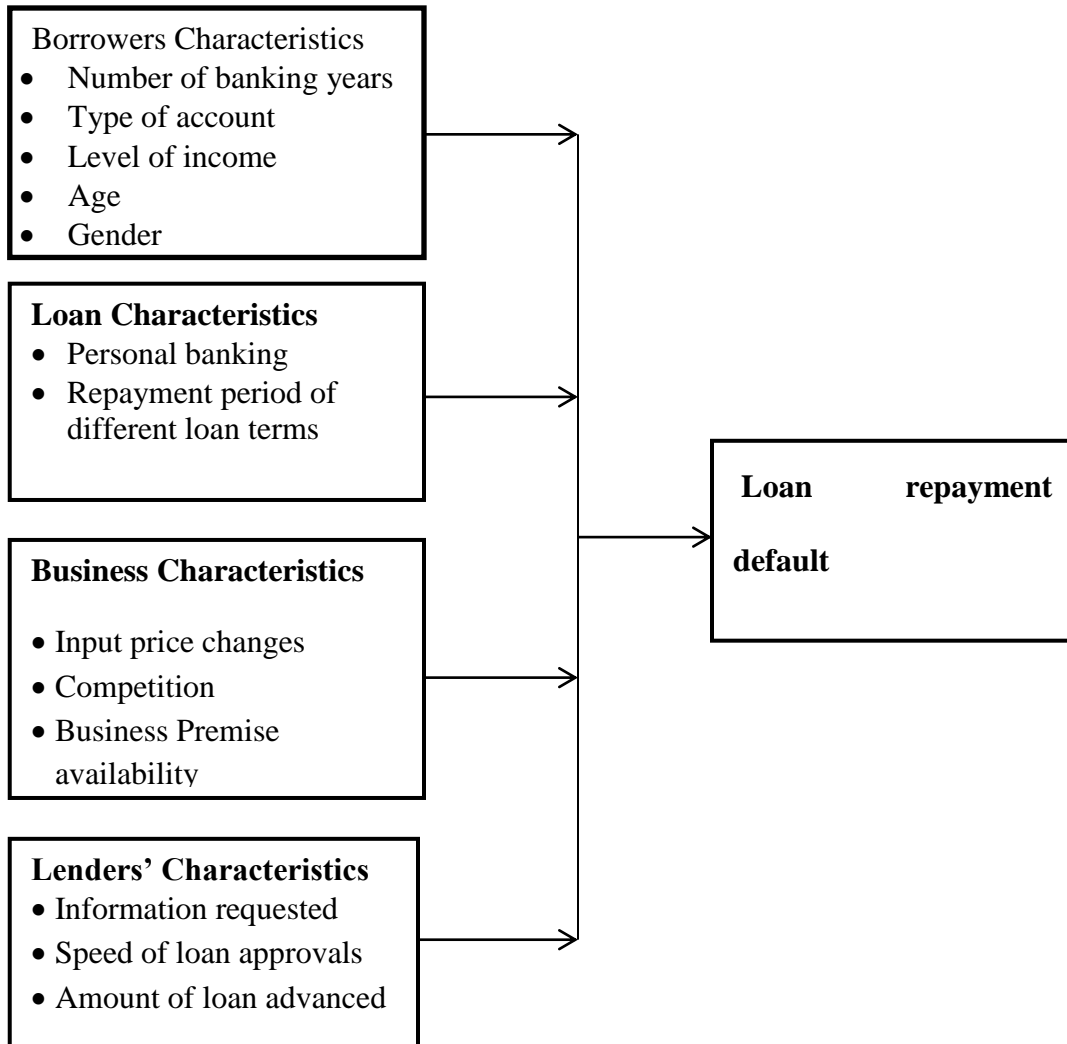 Borrowers Characteristics
• Number of banking years
• Type of account
• Level of income
• Age
• Gender
Loan Characteristics
• Personal banking
• Repayment period of
different loan terms
Business Characteristics
• Input price changes
• Competition
• Business Premise
availability
Lenders’ Characteristics
• Information requested
• Speed of loan approvals
• Amount of loan advanced
Loan repayment
default